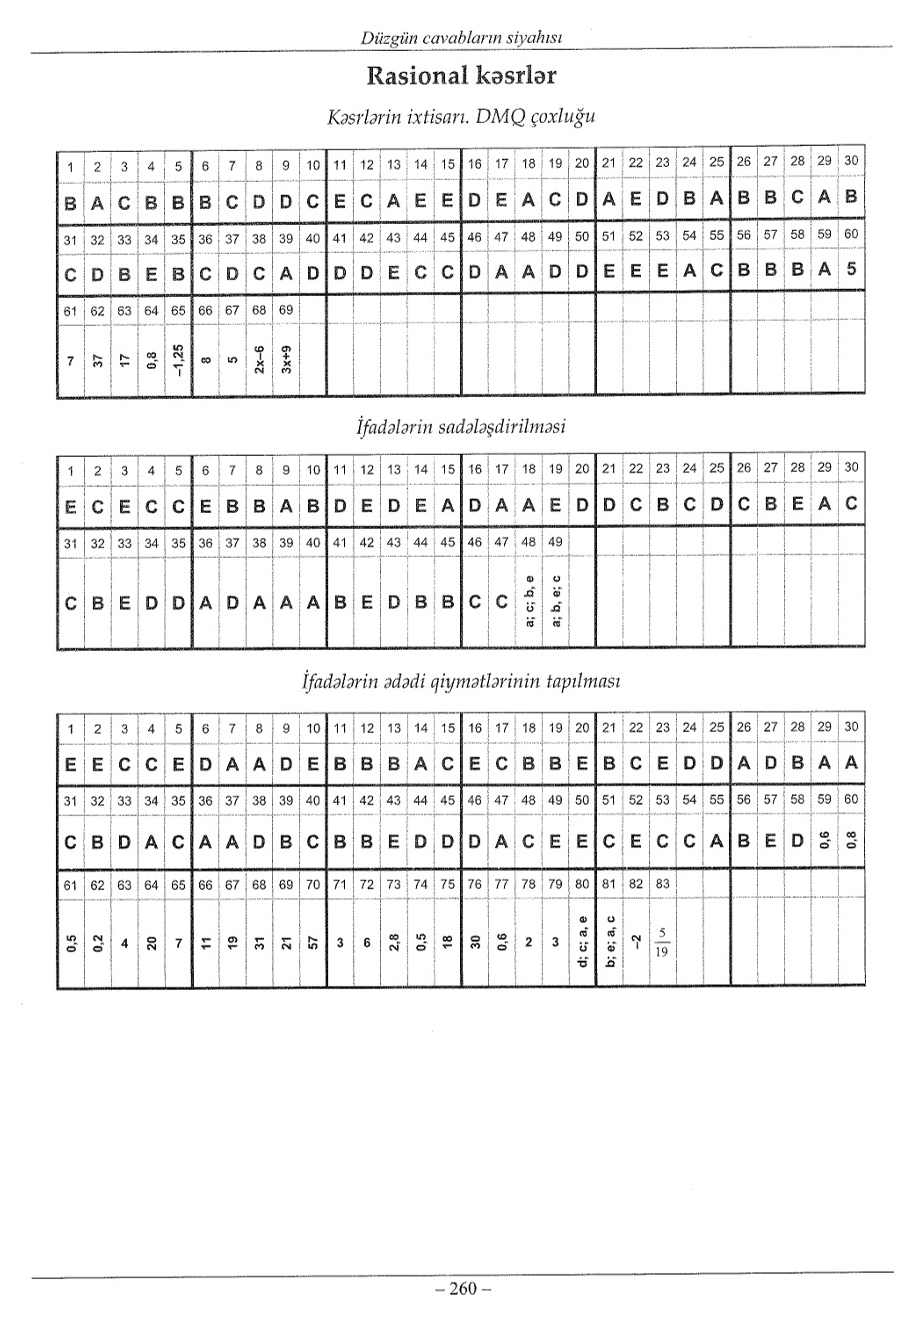 Düzgün cavabların siyahısı
Rasional kəsrlər
Kəsrlərin ixtisarı. DMQ çoxluğu
1 2 3 4 5 6 7 8 9 10 11 12 13 14 15 16 17 18 19 20 21 22 23 24 25 26 27 28 29 30
B A C B B B C D D C E C A E E D E A C D A E D B A B B C A B
31 32 33 34 35 36 37 38 39 40 41 42 43 44 45 46 47 48 49 50 51 52 53 54 55 56 57 58 59 60
C D B E B C D C A D D D E C C D A A D D E E E A C B B B A 5
61 62 63 64 65 66 67 68 69
7 37 17 0,8 –1,25 8 5 2x–6 3x+9
İfadələrin sadələşdirilməsi
1 2 3 4 5 6 7 8 9 10 11 12 13 14 15 16 17 18 19 20 21 22 23 24 25 26 27 28 29 30
E C E C C E B B A B D E D E A D A A E D D C B C D C B E A C
31 32 33 34 35 36 37 38 39 40 41 42 43 44 45 46 47 48 49
C B E D D A D A A A B E D B B C C a; c; b, e a; b, e; c
İfadələrin ədədi qiymətlərinin tapılması
1 2 3 4 5 6 7 8 9 10 11 12 13 14 15 16 17 18 19 20 21 22 23 24 25 26 27 28 29 30
E E C C E D A A D E B B B A C E C B B E B C E D D A D B A A
31 32 33 34 35 36 37 38 39 40 41 42 43 44 45 46 47 48 49 50 51 52 53 54 55 56 57 58 59 60
C B D A C A A D B C B B E D D D A C E E C E C C A B E D 0,6 0,8
61 62 63 64 65 66 67 68 69 70 71 72 73 74 75 76 77 78 79 80 81 82 83
0,5 0,2 4 20 7 11 19 31 21 57 3 6 2,8 0,5 18 30 0,6 2 3 d; c; a, e b; e; a, c –2 5/19
– 260 –